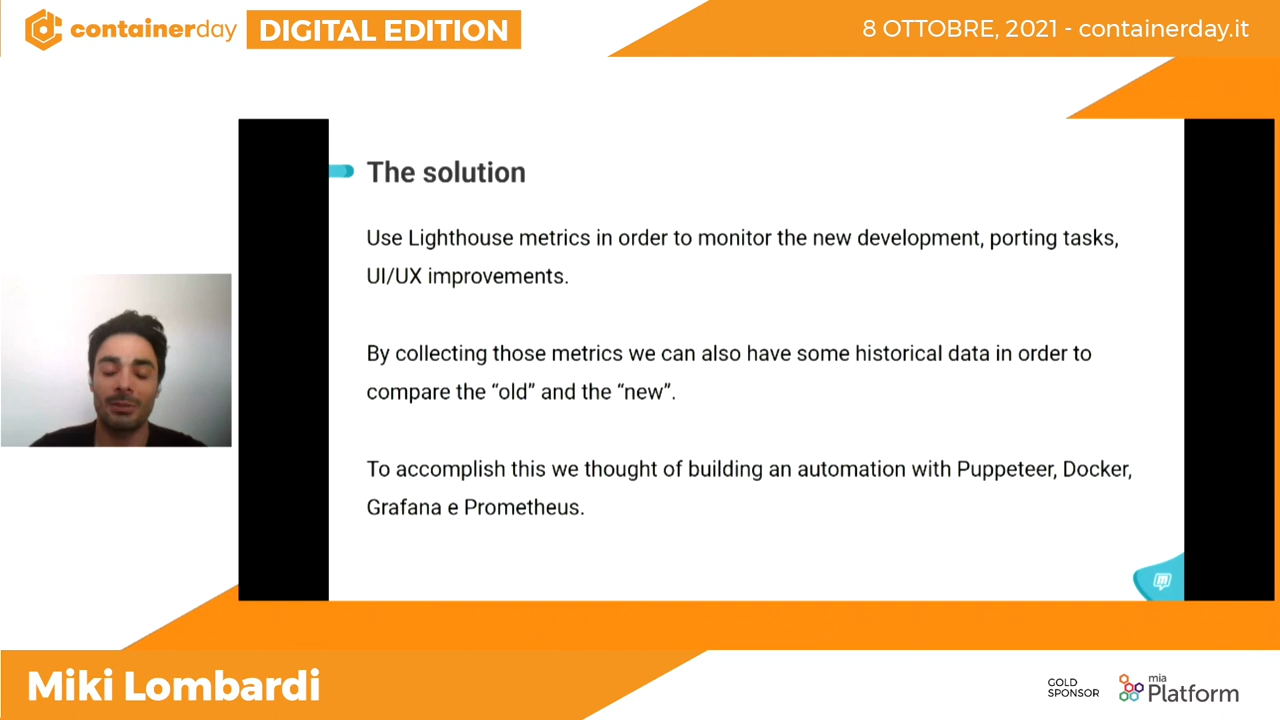 containerday DIGITAL EDITION
8 OTTOBRE, 2021 - containerday.it
The solution
Use Lighthouse metrics in order to monitor the new development, porting tasks,
UI/UX improvements.
By collecting those metrics we can also have some historical data in order to
compare the “old” and the “new”.
To accomplish this we thought of building an automation with Puppeteer, Docker,
Grafana e Prometheus.
Miki Lombardi
GOLD
SPONSOR
mia
Platform